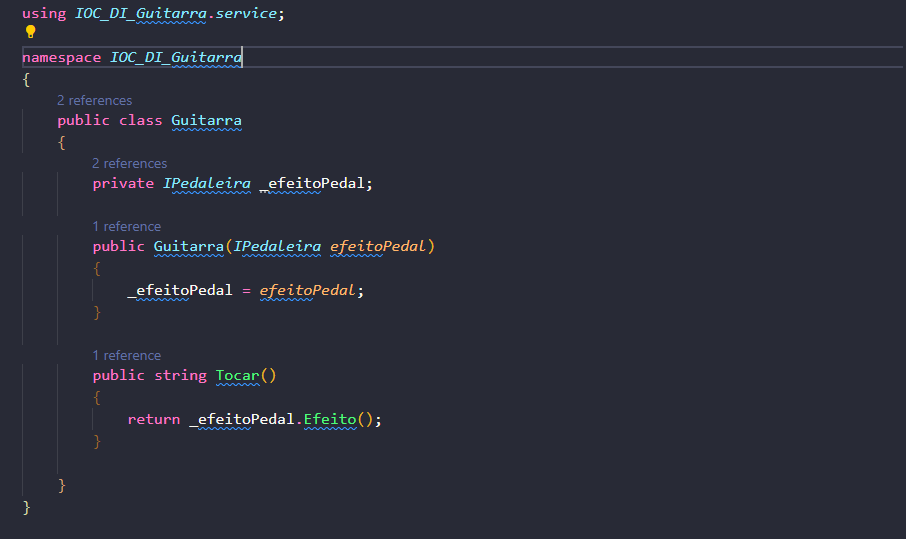 using IOC_DI_Guitarra.service;
namespace IOC_DI_Guitarra
{
2 references
public class Guitarra
{
2 references
private IPedaleira _efeitoPedal;
1 reference
public Guitarra(IPedaleira efeitoPedal)
{
_efeitoPedal = efeitoPedal;
}
1 reference
public string Tocar()
{
return _efeitoPedal.Efeito();
}
}
}